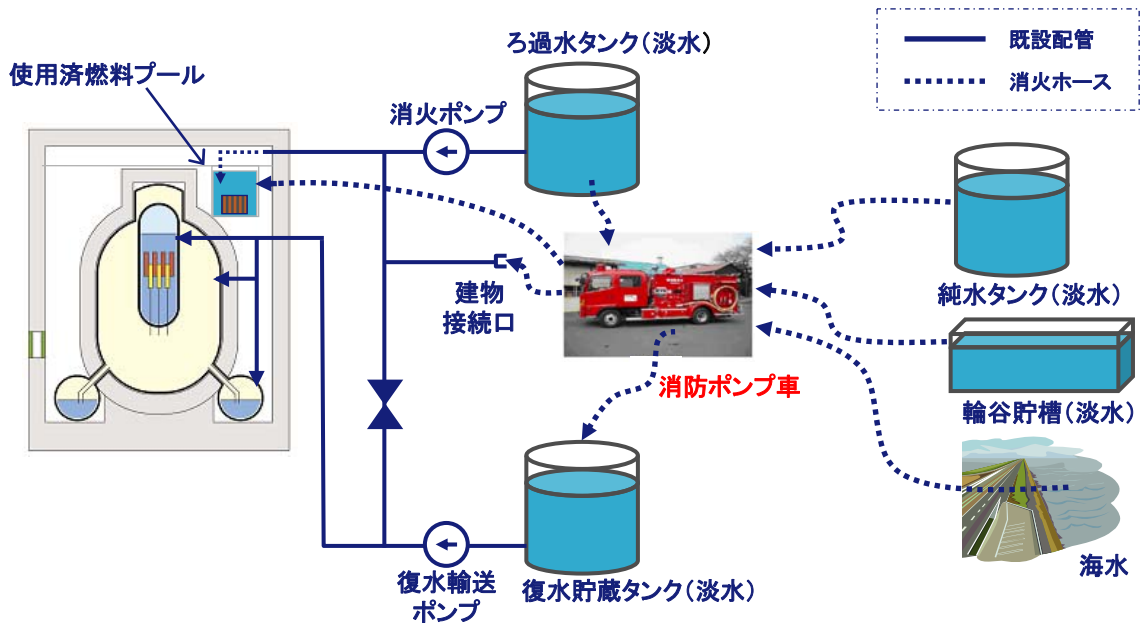 ろ過水タンク(淡水)
既設配管
消火ホース
使用済燃料プール
消火ポンプ
建物
接続口
純水タンク(淡水)
消防ポンプ車
輪谷貯槽(淡水)
海水
復水輸送
ポンプ
復水貯蔵タンク(淡水)